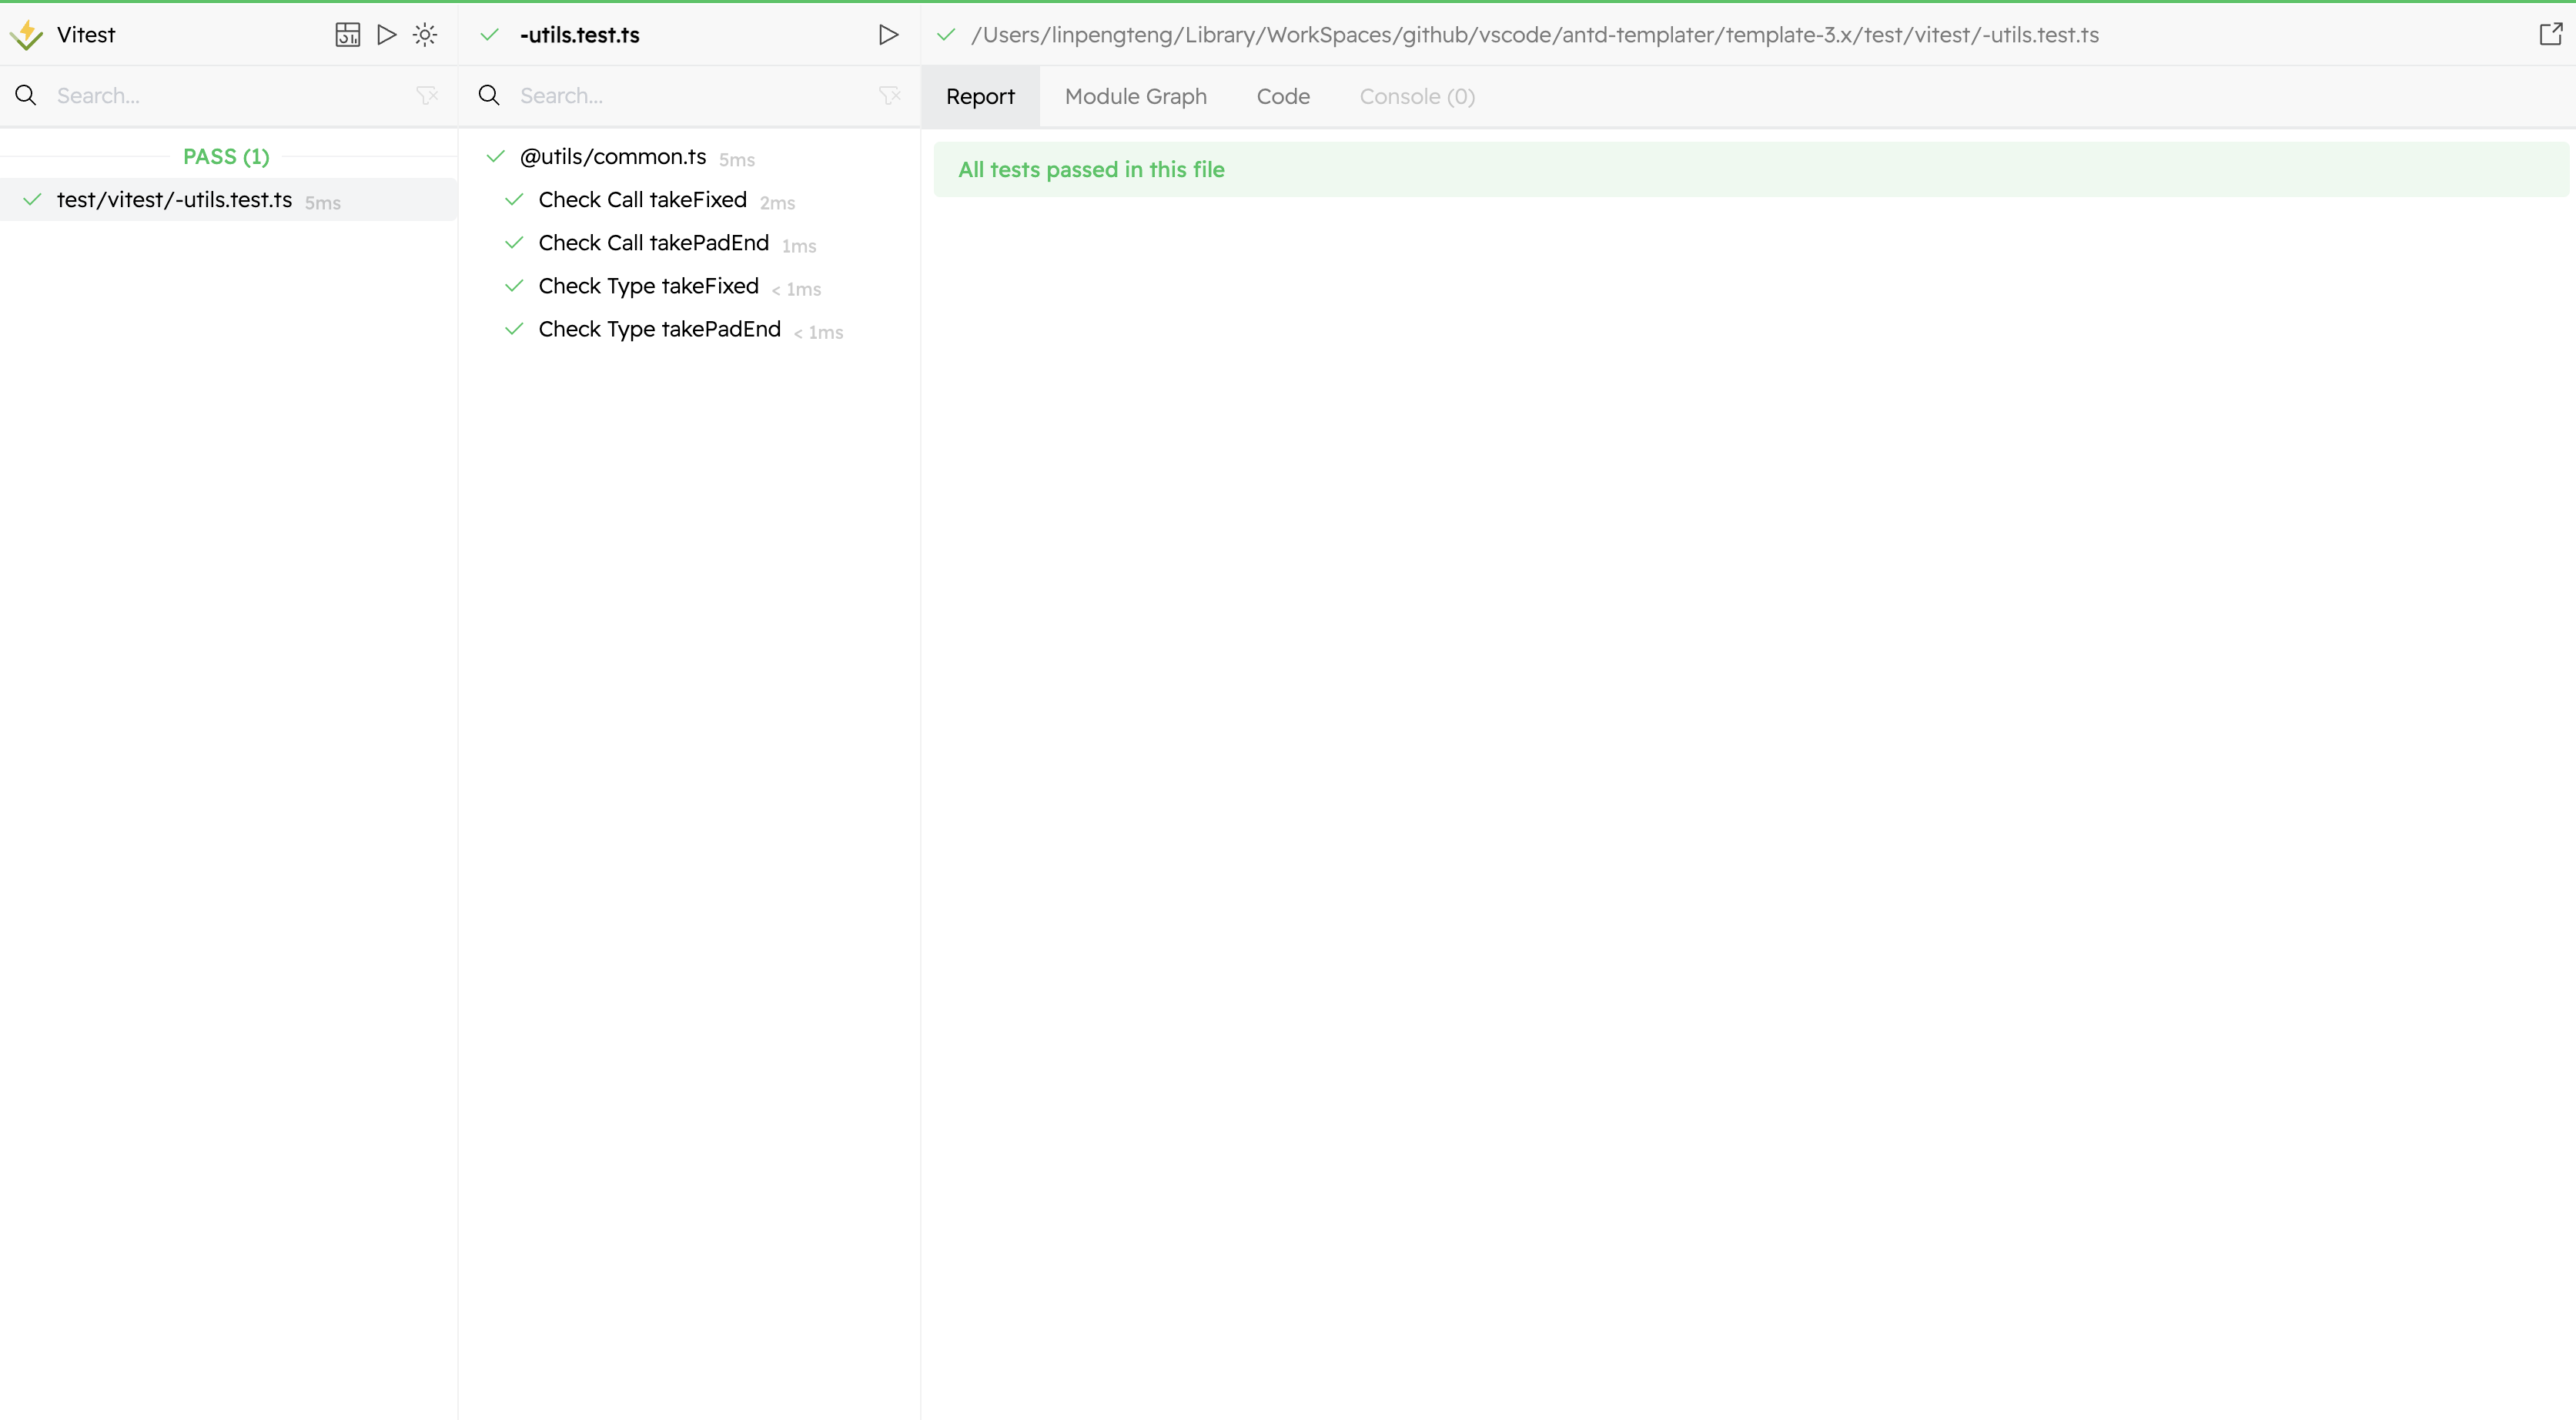 Vitest
Search...
PASS (1)
test/vitest/-utils.test.ts 5ms
-utils.test.ts
Search...
@utils/common.ts 5ms
Check Call takeFixed 2ms
Check Call takePadEnd 1ms
Check Type takeFixed < 1ms
Check Type takePadEnd < 1ms
/Users/linpengteng/Library/WorkSpaces/github/vscode/antd-templater/template-3.x/test/vitest/-utils.test.ts
Report Module Graph Code Console (0)
All tests passed in this file